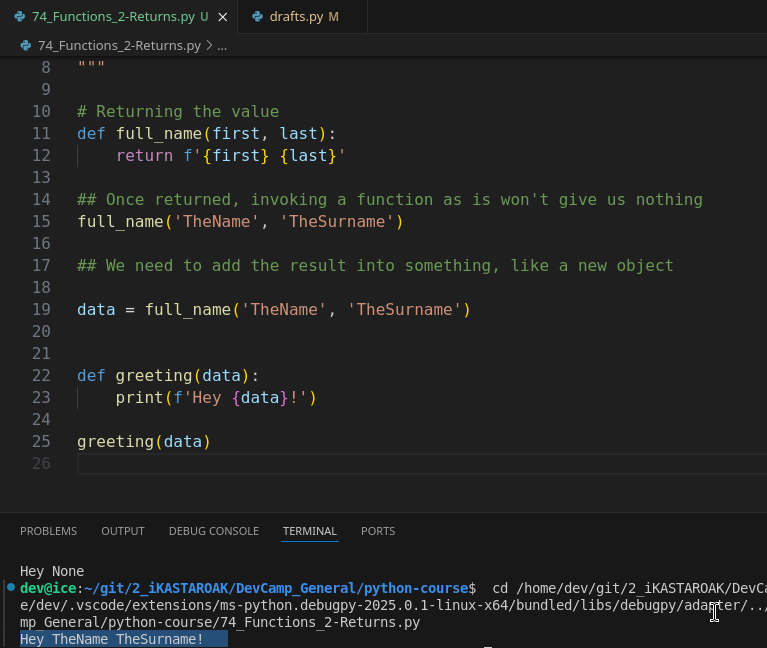 74_Functions_2-Returns.py U × drafts.py M
74_Functions_2-Returns.py > ...
8 """
9
10 # Returning the value
11 def full_name(first, last):
12     return f'{first} {last}'
13
14 ## Once returned, invoking a function as is won't give us nothing
15 full_name('TheName', 'TheSurname')
16
17 ## We need to add the result into something, like a new object
18
19 data = full_name('TheName', 'TheSurname')
20
21
22 def greeting(data):
23     print(f'Hey {data}!')
24
25 greeting(data)
26
PROBLEMS OUTPUT DEBUG CONSOLE TERMINAL PORTS
Hey None
dev@ice:~/git/2_iKASTAROAK/DevCamp_General/python-course$  cd /home/dev/git/2_iKASTAROAK/DevCa
e/dev/.vscode/extensions/ms-python.debugpy-2025.0.1-linux-x64/bundled/libs/debugpy/adapter/../
mp_General/python-course/74_Functions_2-Returns.py
Hey TheName TheSurname!